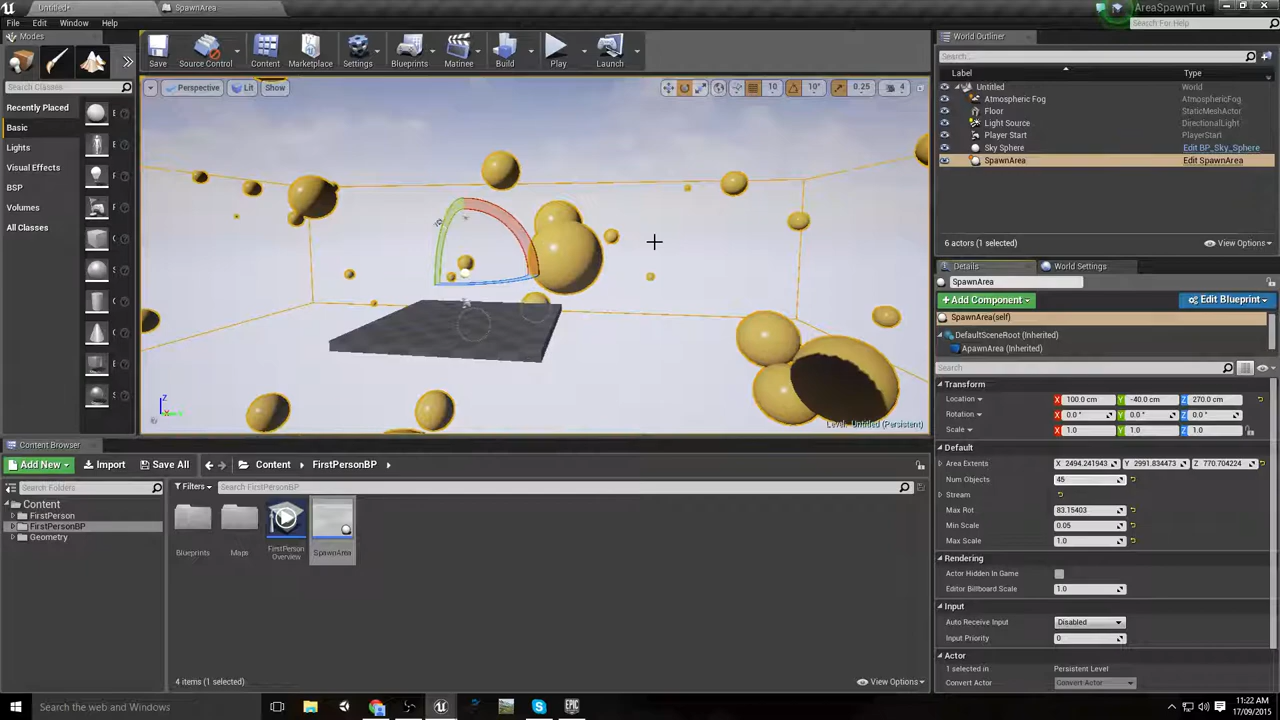 Untitled*
SpawnArea
AreaSpawnTut
File Edit Window Help
Search For Help
Modes
Search Classes
Recently Placed
Basic
Lights
Visual Effects
BSP
Volumes
All Classes
Save
Source Control
Content
Marketplace
Settings
Blueprints
Matinee
Build
Play
Launch
Perspective
Lit
Show
10
10°
0.25
4
Level: Untitled (Persistent)
World Outliner
Search...
Label Type
Untitled World
Atmospheric Fog AtmosphericFog
Floor StaticMeshActor
Light Source DirectionalLight
Player Start PlayerStart
Sky Sphere Edit BP_Sky_Sphere
SpawnArea Edit SpawnArea
6 actors (1 selected)
View Options
Details
World Settings
SpawnArea
Add Component
Edit Blueprint
SpawnArea(self)
DefaultSceneRoot (Inherited)
ApawnArea (Inherited)
Search
Transform
Location X 100.0 cm Y -40.0 cm Z 270.0 cm
Rotation X 0.0 ° Y 0.0 ° Z 0.0 °
Scale X 1.0 Y 1.0 Z 1.0
Default
Area Extents X 2494.241943 Y 2991.834473 Z 770.704224
Num Objects 45
Stream
Max Rot 83.15403
Min Scale 0.05
Max Scale 1.0
Rendering
Actor Hidden In Game
Editor Billboard Scale 1.0
Input
Auto Receive Input Disabled
Input Priority 0
Actor
1 selected in Persistent Level
Convert Actor Convert Actor
Content Browser
Add New
Import
Save All
Content
FirstPersonBP
Search Folders
Filters
Search FirstPersonBP
Content
FirstPerson
FirstPersonBP
Geometry
Blueprints
Maps
FirstPerson
Overview
SpawnArea
4 items (1 selected)
View Options
Search the web and Windows
11:22 AM
17/09/2015